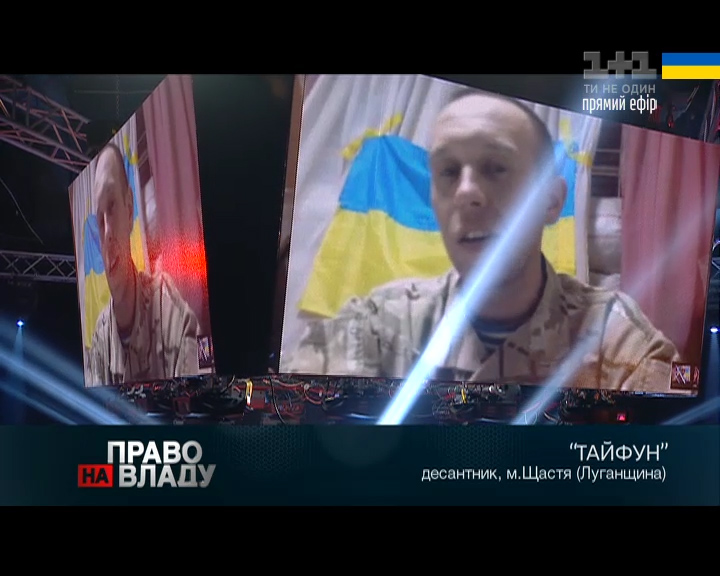 1+1
ТИ НЕ ОДИН
ПРЯМИЙ ЕФІР
ПРАВО
НА ВЛАДУ
“ТАЙФУН”
десантник, м.Щастя (Луганщина)